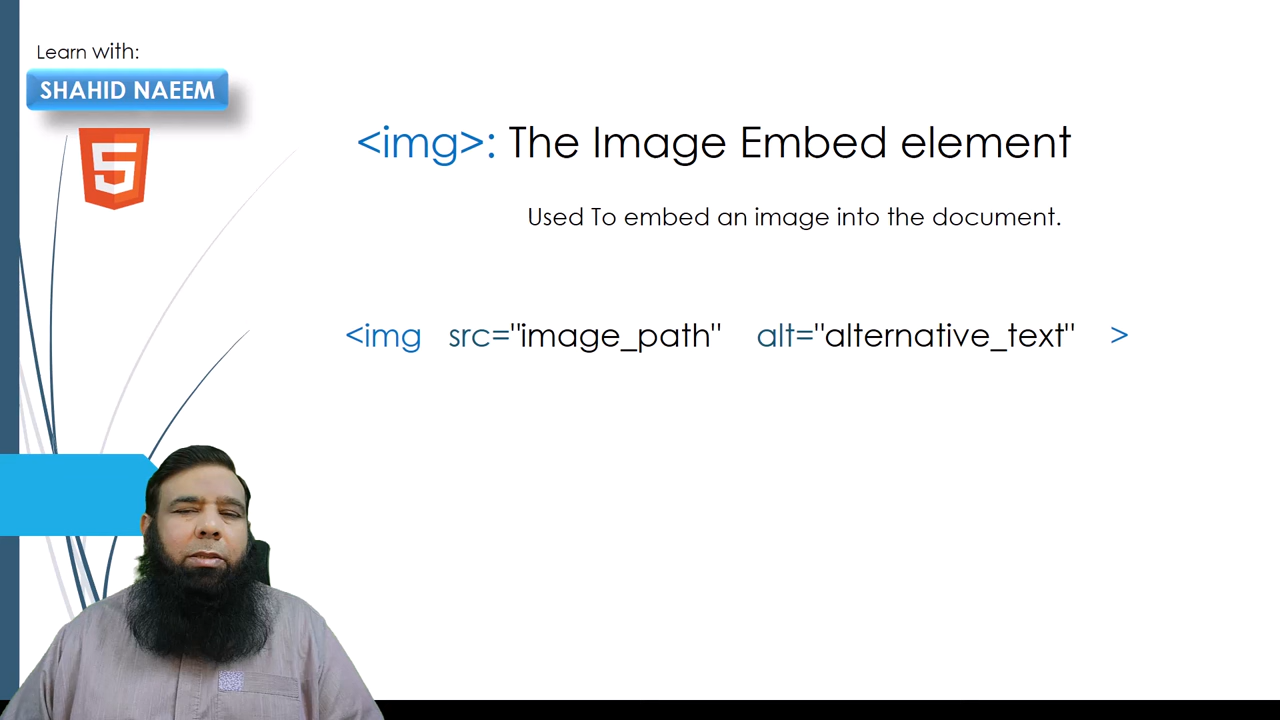 Learn with:
SHAHID NAEEM
5
<img>: The Image Embed element
Used To embed an image into the document.
<img src="image_path" alt="alternative_text" >